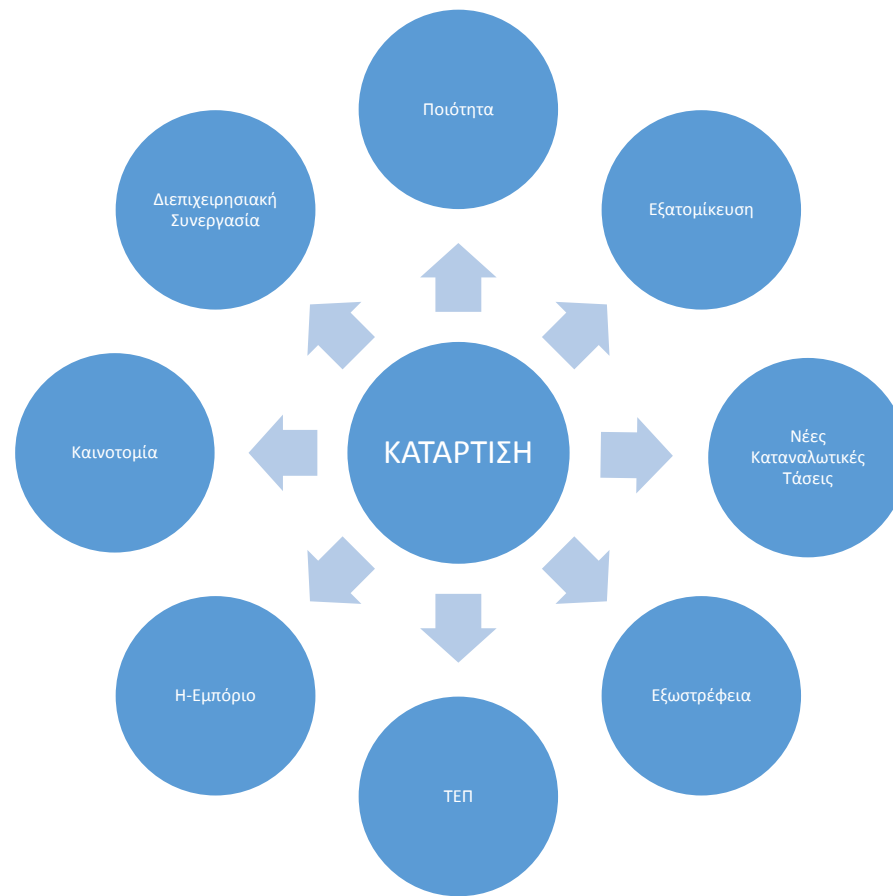 Ποιότητα
Διεπιχειρησιακή
Συνεργασία
Εξατομίκευση
ΚΑΤΑΡΤΙΣΗ
Καινοτομία
Νέες
Καταναλωτικές
Τάσεις
Η-Εμπόριο
Εξωστρέφεια
ΤΕΠ